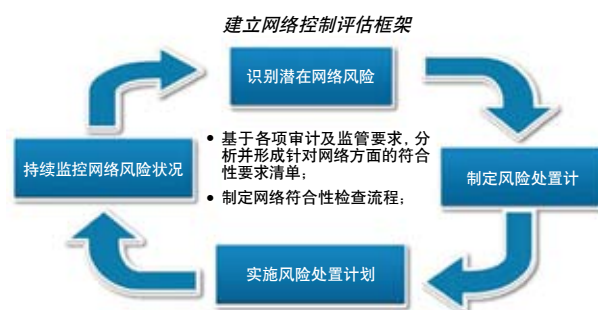 建立网络控制评估框架
识别潜在网络风险
持续监控网络风险状况
• 基于各项审计及监管要求, 分
析并形成针对网络方面的符合
性要求清单;
• 制定网络符合性检查流程;
制定风险处置计
实施风险处置计划